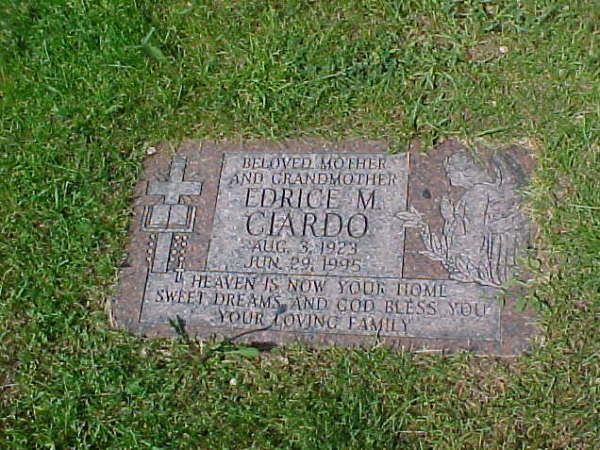 BELOVED MOTHER
AND GRANDMOTHER
EDRICE M.
CIARDO
AUG. 3, 1923
JUN. 29, 1995
HEAVEN IS NOW YOUR HOME
SWEET DREAMS AND GOD BLESS YOU
YOUR LOVING FAMILY